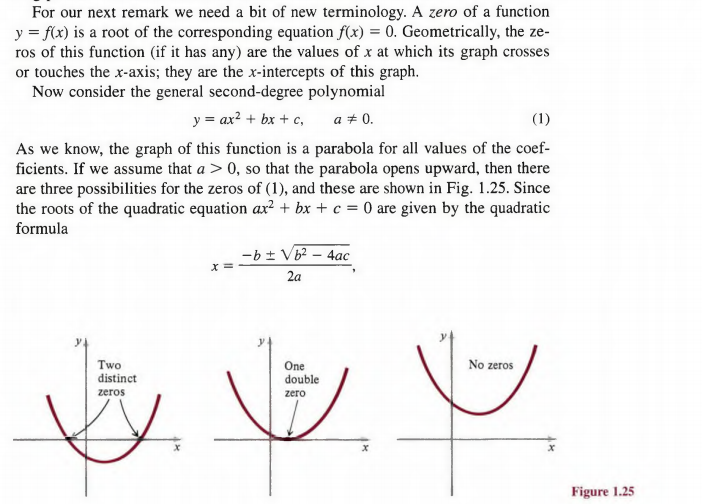 For our next remark we need a bit of new terminology. A zero of a function
y = f(x) is a root of the corresponding equation f(x) = 0. Geometrically, the ze-
ros of this function (if it has any) are the values of x at which its graph crosses
or touches the x-axis; they are the x-intercepts of this graph.
Now consider the general second-degree polynomial
y = ax² + bx + c, a ≠ 0. (1)
As we know, the graph of this function is a parabola for all values of the coef-
ficients. If we assume that a > 0, so that the parabola opens upward, then there
are three possibilities for the zeros of (1), and these are shown in Fig. 1.25. Since
the roots of the quadratic equation ax² + bx + c = 0 are given by the quadratic
formula
x = (-b ± √(b² − 4ac)) / 2a,
y
Two
distinct
zeros
x
y
One
double
zero
x
y
No zeros
x
Figure 1.25